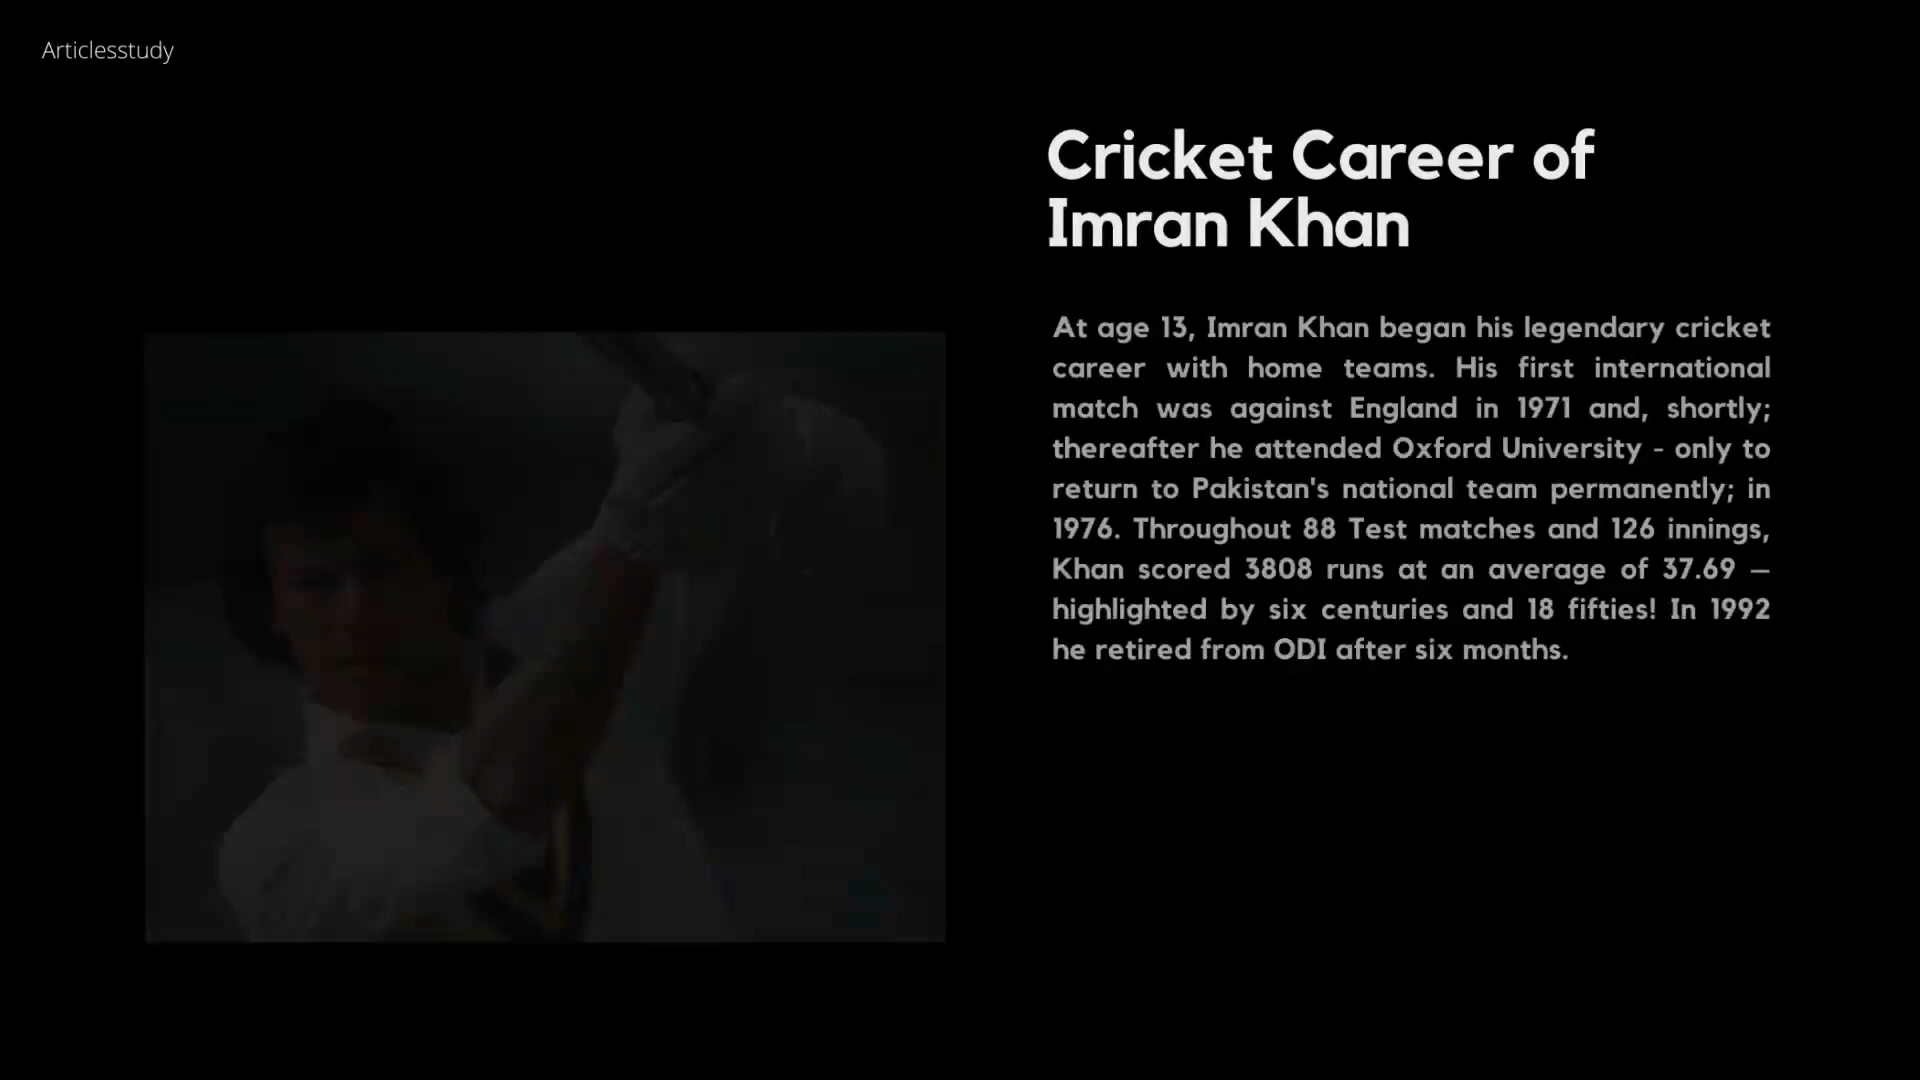 Articlesstudy
Cricket Career of
Imran Khan
At age 13, Imran Khan began his legendary cricket
career with home teams. His first international
match was against England in 1971 and, shortly;
thereafter he attended Oxford University - only to
return to Pakistan's national team permanently; in
1976. Throughout 88 Test matches and 126 innings,
Khan scored 3808 runs at an average of 37.69 –
highlighted by six centuries and 18 fifties! In 1992
he retired from ODI after six months.